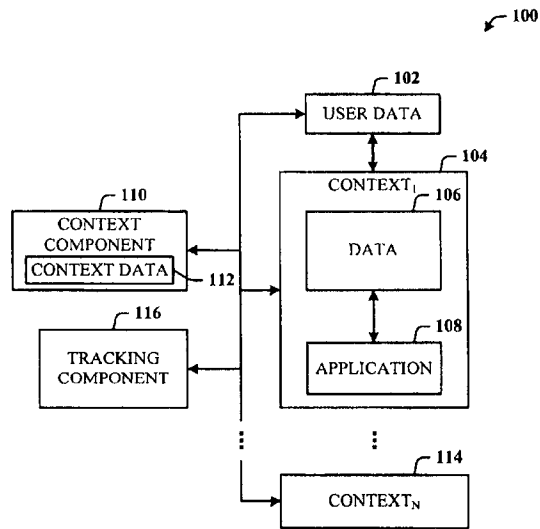 100
102
USER DATA
104
CONTEXT1
106
DATA
108
APPLICATION
110
CONTEXT
COMPONENT
CONTEXT DATA
112
116
TRACKING
COMPONENT
114
CONTEXTN